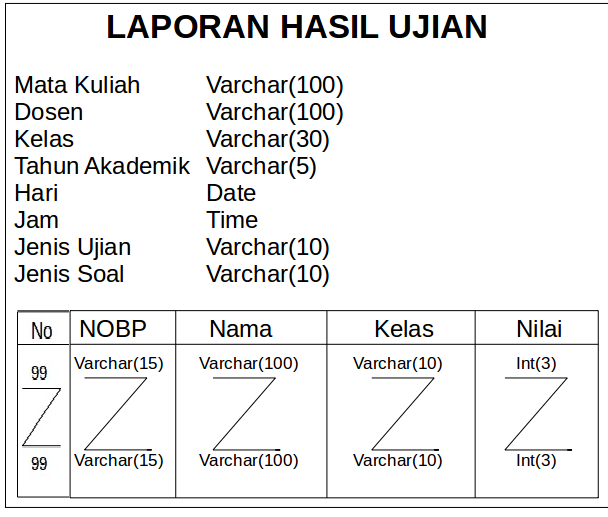 LAPORAN HASIL UJIAN
Mata Kuliah Varchar(100)
Dosen Varchar(100)
Kelas Varchar(30)
Tahun Akademik Varchar(5)
Hari Date
Jam Time
Jenis Ujian Varchar(10)
Jenis Soal Varchar(10)
No NOBP Nama Kelas Nilai
99 Varchar(15) Varchar(100) Varchar(10) Int(3)
99 Varchar(15) Varchar(100) Varchar(10) Int(3)